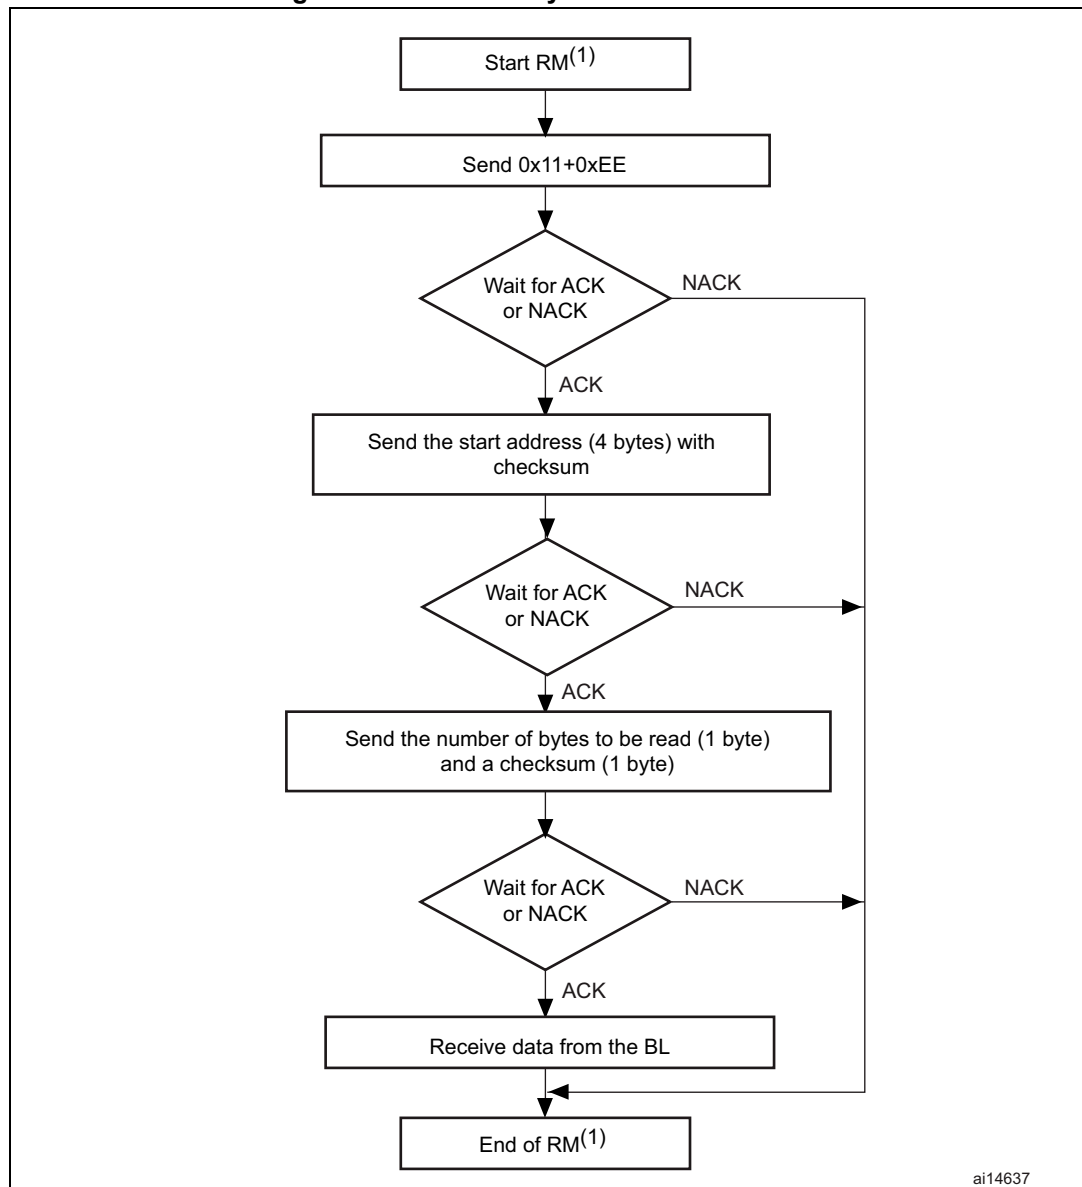 Start RM(1)
Send 0x11+0xEE
Wait for ACK
or NACK
NACK
ACK
Send the start address (4 bytes) with
checksum
Wait for ACK
or NACK
NACK
ACK
Send the number of bytes to be read (1 byte)
and a checksum (1 byte)
Wait for ACK
or NACK
NACK
ACK
Receive data from the BL
End of RM(1)
ai14637